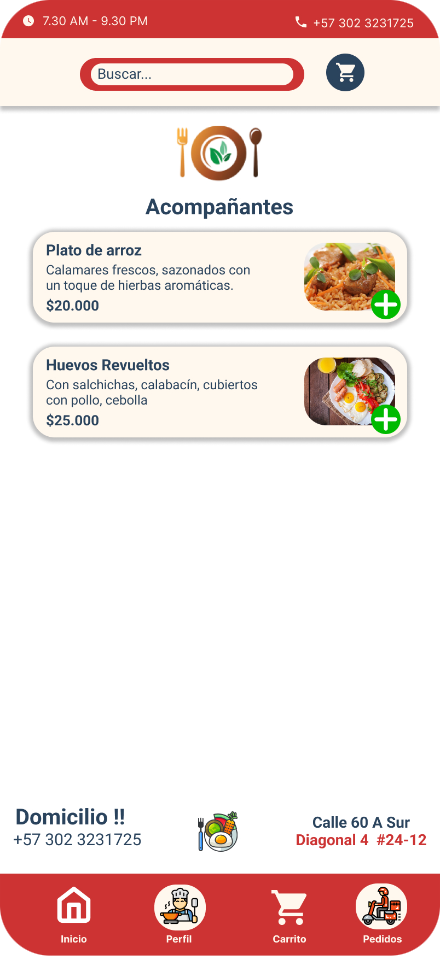 7.30 AM - 9.30 PM
+57 302 3231725
Buscar...
Acompañantes
Plato de arroz
Calamares frescos, sazonados con
un toque de hierbas aromáticas.
$20.000
Huevos Revueltos
Con salchichas, calabacín, cubiertos
con pollo, cebolla
$25.000
Domicilio !!
+57 302 3231725
Calle 60 A Sur
Diagonal 4 #24-12
Inicio
Perfil
Carrito
Pedidos